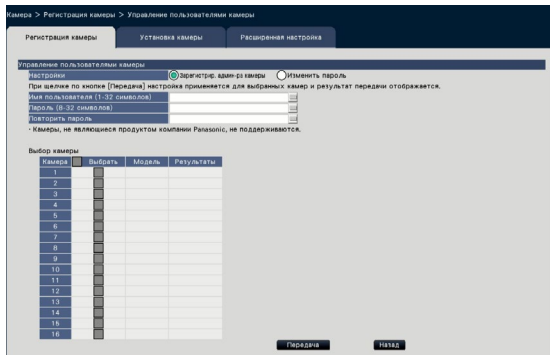 Камера > Регистрация камеры > Управление пользователями камеры
Регистрация камеры Установка камеры Расширенная настройка
Управление пользователями камеры
Настройки Зарегистрир. админ-ра камеры Изменить пароль
При щелчке по кнопке [Передача] настройка применяется для выбранных камер и результат передачи отображается.
Имя пользователя (1-32 символов)
Пароль (8-32 символов)
Повторить пароль
· Камеры, не являющиеся продуктом компании Panasonic, не поддерживаются.
Выбор камеры
Камера Выбрать Модель Результаты
1
2
3
4
5
6
7
8
9
10
11
12
13
14
15
16
Передача Назад